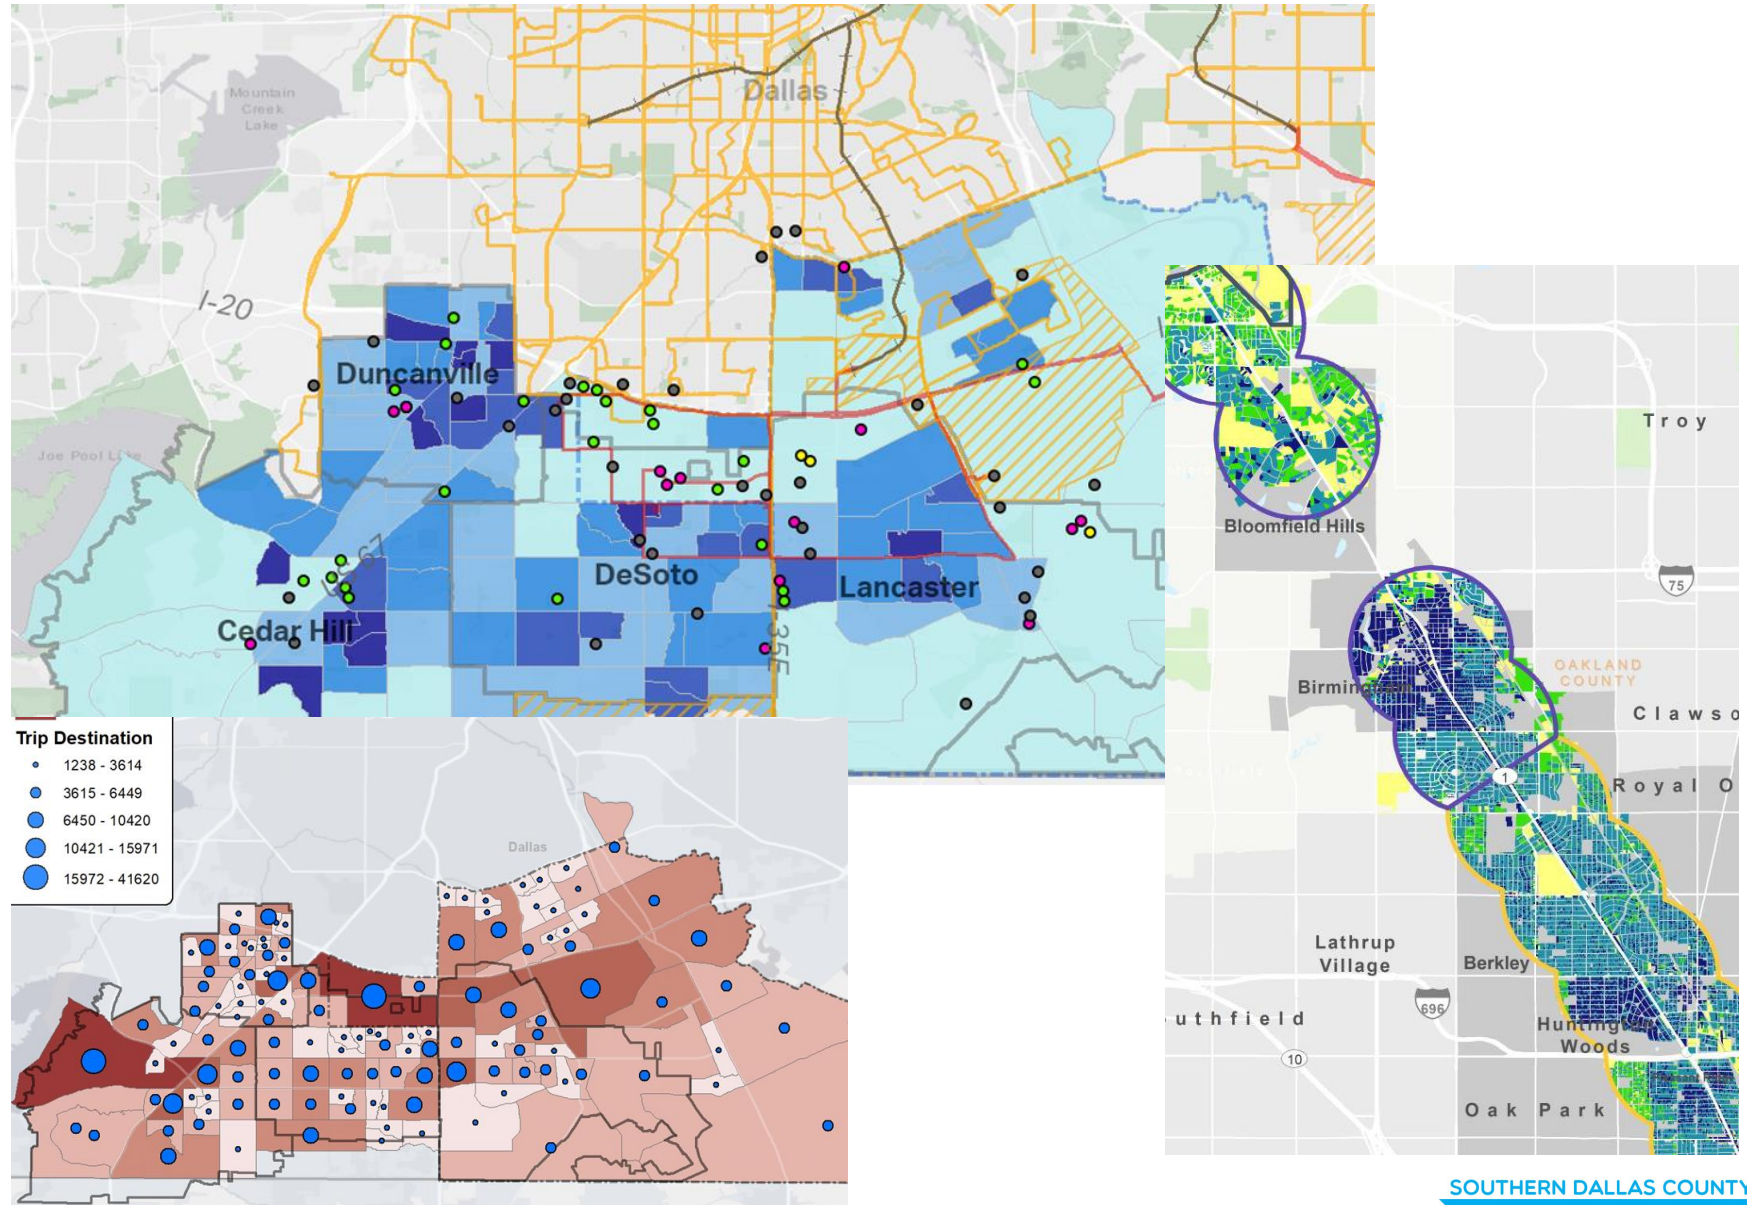 Mountain
Creek
Lake
Dallas
I-20
Duncanville
Joe Pool Lake
DeSoto
Lancaster
Cedar Hill
35E
Trip Destination
1238 - 3614
3615 - 6449
6450 - 10420
10421 - 15971
15972 - 41620
Dallas
Troy
Bloomfield Hills
75
OAKLAND
COUNTY
Birmingham
Clawso
1
Royal O
Lathrup
Village
Berkley
696
uthfield
Huntington
Woods
10
Oak Park
SOUTHERN DALLAS COUNTY